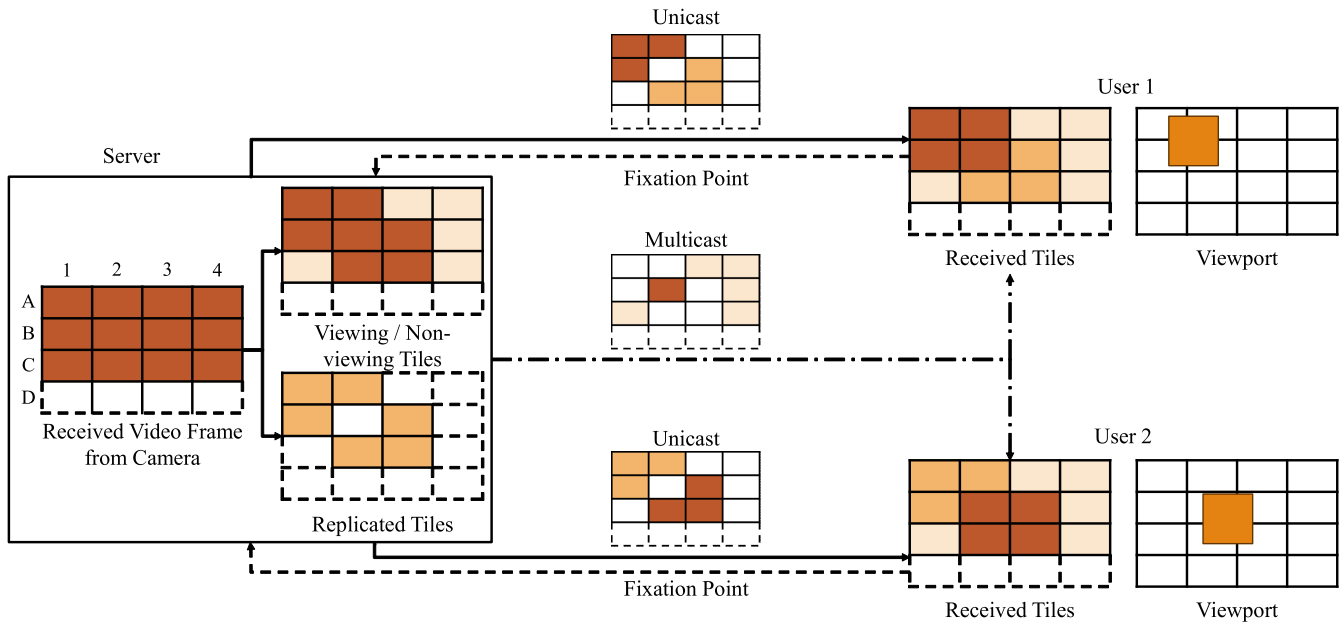 Unicast
User 1
Server
Fixation Point
Multicast
Received Tiles
Viewport
1 2 3 4
A
B
C
D
Viewing / Non-
viewing Tiles
Received Video Frame
from Camera
Unicast
User 2
Replicated Tiles
Fixation Point
Received Tiles
Viewport